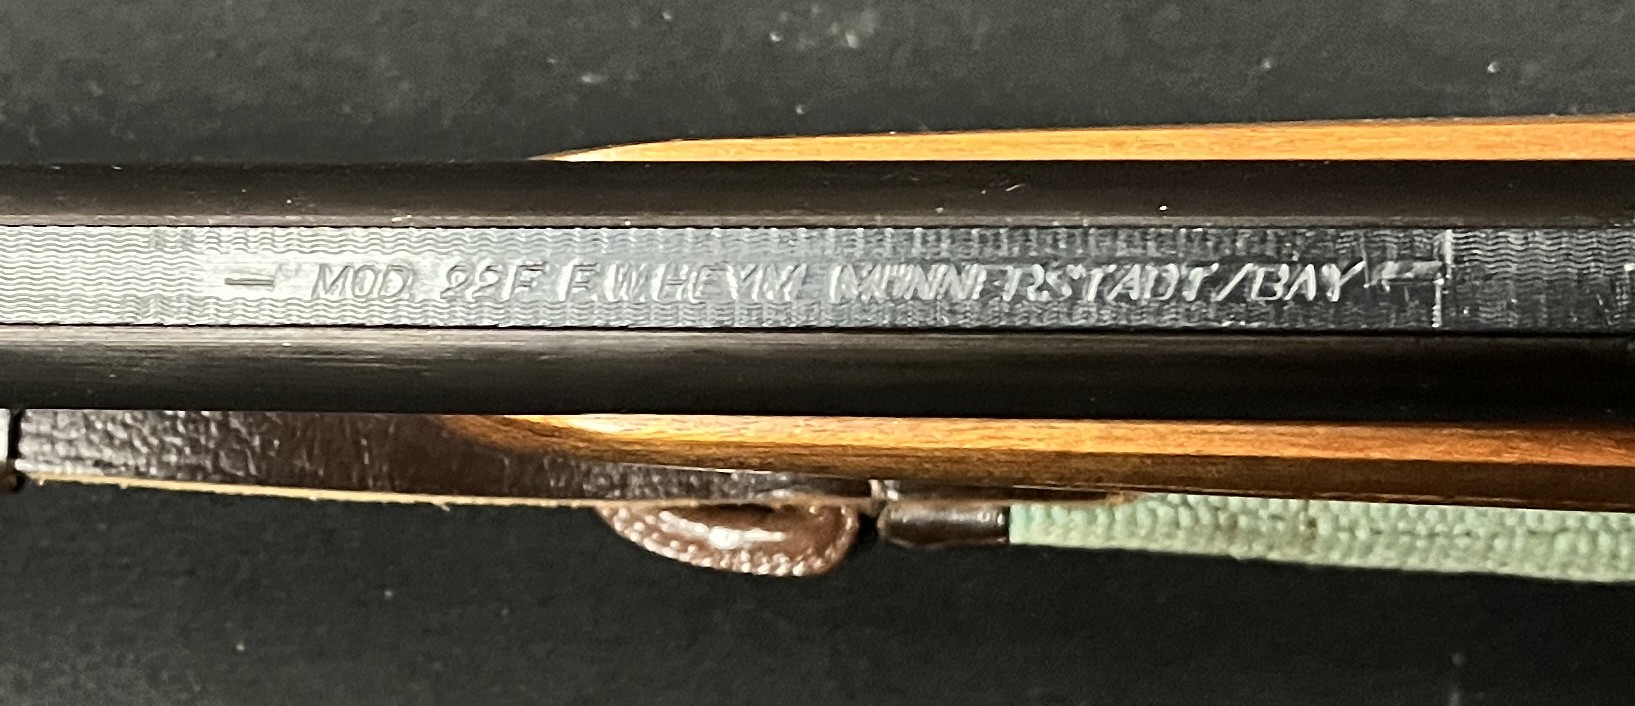 — MOD. 22F F.W.HEYM MÜNNERSTADT/BAY —